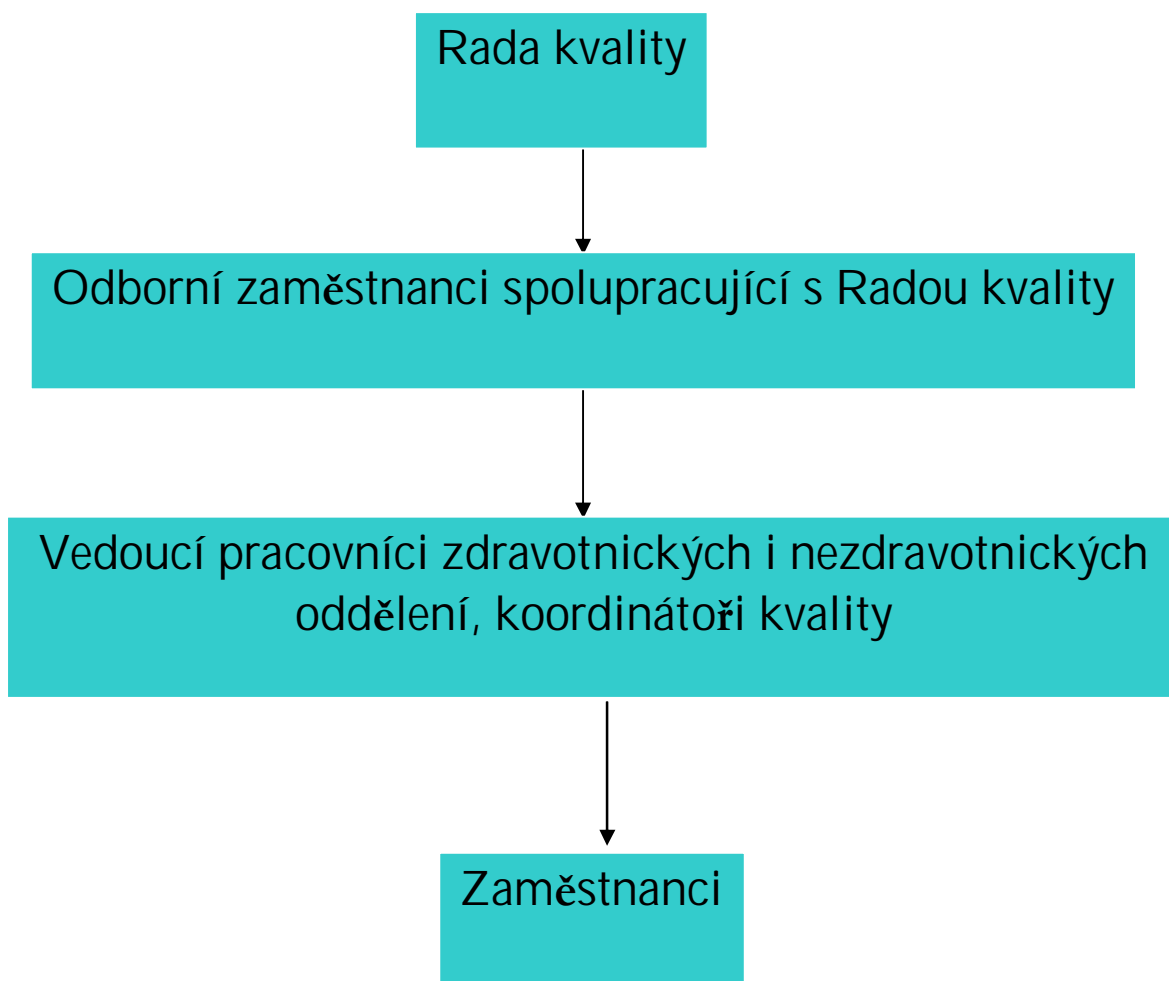 Rada kvality
Odborní zaměstnanci spolupracující s Radou kvality
Vedoucí pracovníci zdravotnických i nezdravotnických
oddělení, koordinátoři kvality
Zaměstnanci